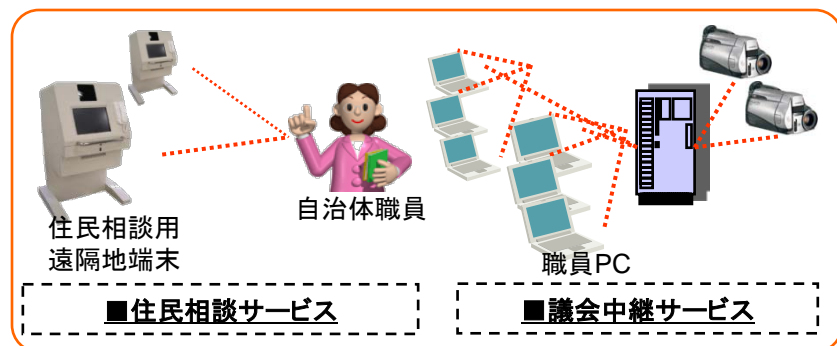 住民相談用
遠隔地端末
自治体職員
職員PC
■住民相談サービス
■議会中継サービス